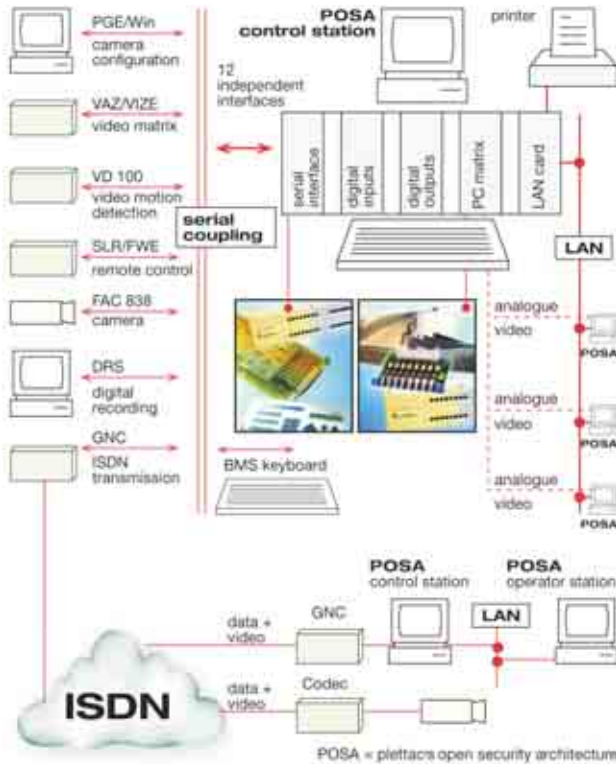 PGE/Win
camera
configuration
VAZ/VIZE
video matrix
VD 100
video motion
detection
SLR/FWE
remote control
FAC 838
camera
DRS
digital
recording
GNC
ISDN
transmission
serial
coupling
12
independent
interfaces
POSA
control station
printer
serial
interface
digital
inputs
digital
outputs
PC matrix
LAN card
LAN
analogue
video
POSA
analogue
video
POSA
analogue
video
POSA
BMS keyboard
POSA
control station
POSA
operator station
LAN
data +
video
GNC
ISDN
data +
video
Codec
POSA = plettacs open security architecture